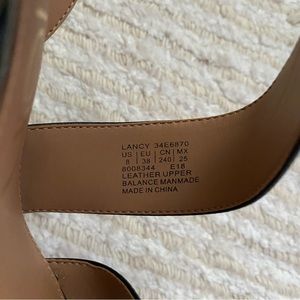 LANCY 34E6870
US | EU | CN | MX
8 | 38 | 240 | 25
8008344 E18
LEATHER UPPER
BALANCE MANMADE
MADE IN CHINA